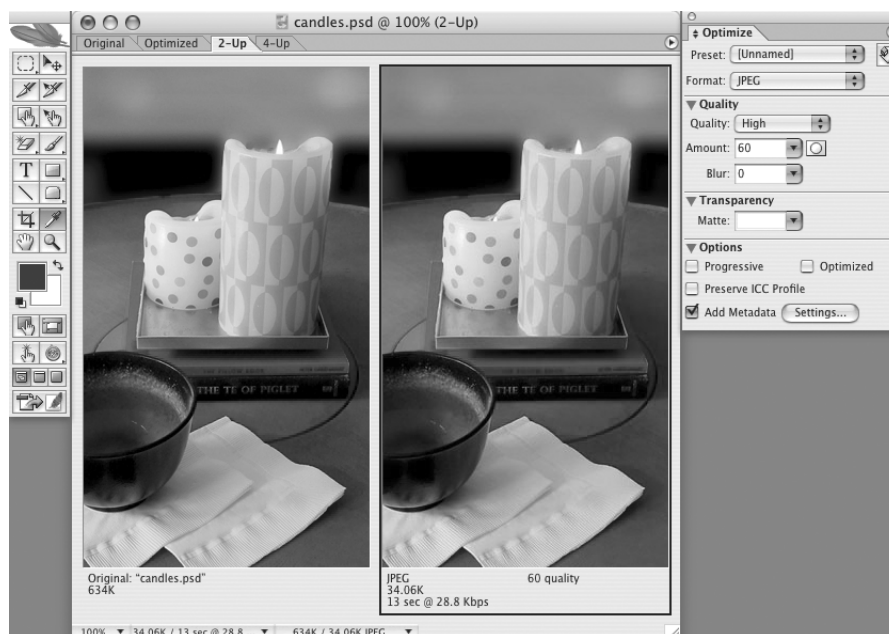 candles.psd @ 100% (2-Up)
Original
Optimized
2-Up
4-Up
THE TE OF PIGLET
THE TE OF PIGLET
Original: "candles.psd"
634K
JPEG
60 quality
34.06K
13 sec @ 28.8 Kbps
100%
34.06K / 13 sec @ 28.8
634K / 34.06K JPEG
T
Optimize
Preset: [Unnamed]
Format: JPEG
Quality
Quality: High
Amount: 60
Blur: 0
Transparency
Matte:
Options
Progressive
Optimized
Preserve ICC Profile
Add Metadata
Settings...